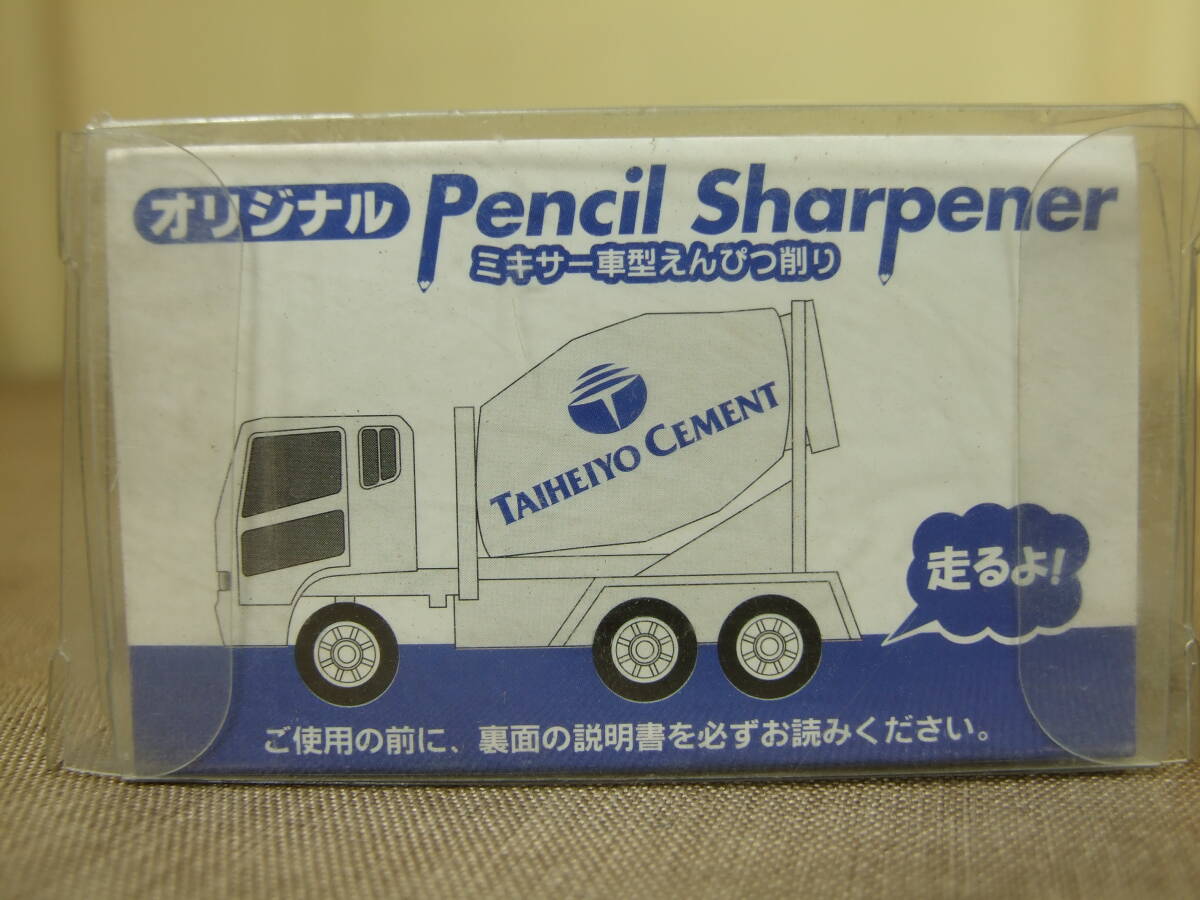 オリジナル Pencil Sharpener
ミキサー車型えんぴつ削り
TAIHEIYO CEMENT
走るよ!
ご使用の前に、裏面の説明書を必ずお読みください。